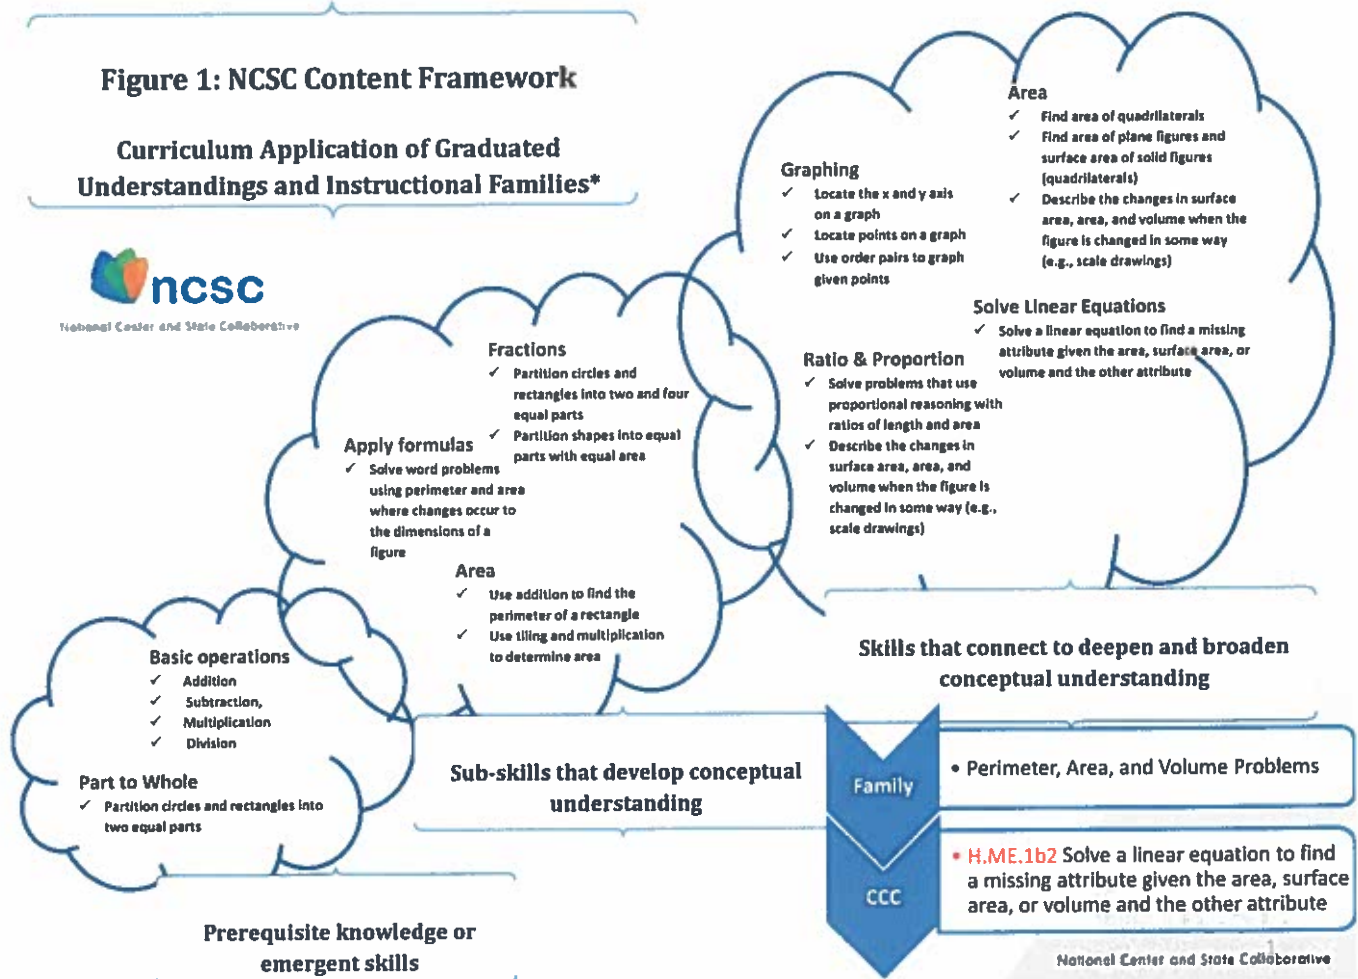 Figure 1: NCSC Content Framework
Curriculum Application of Graduated
Understandings and Instructional Families*
ncsc
National Center and State Collaborative
Area
✓ Find area of quadrilaterals
✓ Find area of plane figures and
surface area of solid figures
(quadrilaterals)
✓ Describe the changes in surface
area, area, and volume when the
figure is changed in some way
(e.g., scale drawings)
Graphing
✓ Locate the x and y axis
on a graph
✓ Locate points on a graph
✓ Use order pairs to graph
given points
Solve Linear Equations
✓ Solve a linear equation to find a missing
attribute given the area, surface area, or
volume and the other attribute
Ratio & Proportion
✓ Solve problems that use
proportional reasoning with
ratios of length and area
✓ Describe the changes in
surface area, area, and
volume when the figure is
changed in some way (e.g.,
scale drawings)
Fractions
✓ Partition circles and
rectangles into two and four
equal parts
✓ Partition shapes into equal
parts with equal area
Apply formulas
✓ Solve word problems
using perimeter and area
where changes occur to
the dimensions of a
figure
Area
✓ Use addition to find the
perimeter of a rectangle
✓ Use tiling and multiplication
to determine area
Basic operations
✓ Addition
✓ Subtraction,
✓ Multiplication
✓ Division
Part to Whole
✓ Partition circles and rectangles into
two equal parts
Skills that connect to deepen and broaden
conceptual understanding
Sub-skills that develop conceptual
understanding
Prerequisite knowledge or
emergent skills
Family
• Perimeter, Area, and Volume Problems
CCC
• H.ME.1b2 Solve a linear equation to find
a missing attribute given the area, surface
area, or volume and the other attribute
1
National Center and State Collaborative